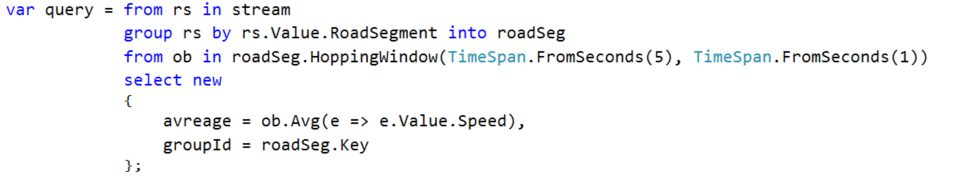 var query = from rs in stream
group rs by rs.Value.RoadSegment into roadSeg
from ob in roadSeg.HoppingWindow(TimeSpan.FromSeconds(5), TimeSpan.FromSeconds(1))
select new
{
avreage = ob.Avg(e => e.Value.Speed),
groupId = roadSeg.Key
};